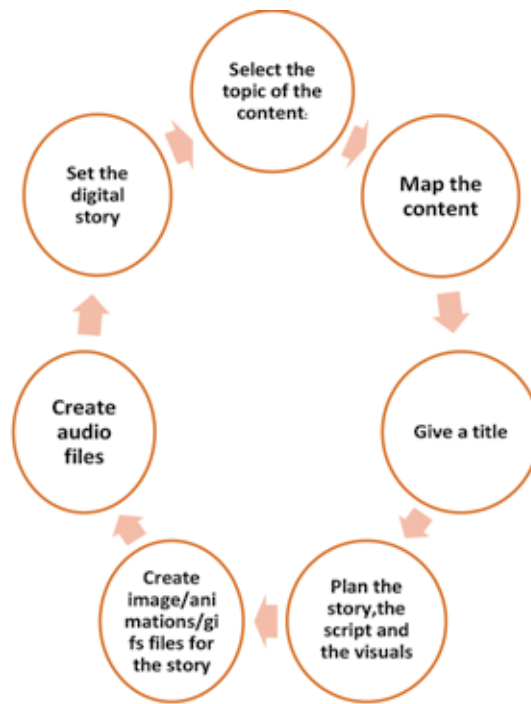 Select the
topic of the
content:
Map the
content
Give a title
Plan the
story,the
script and
the visuals
Create
image/ani
mations/gi
fs files for
the story
Create
audio
files
Set the
digital
story